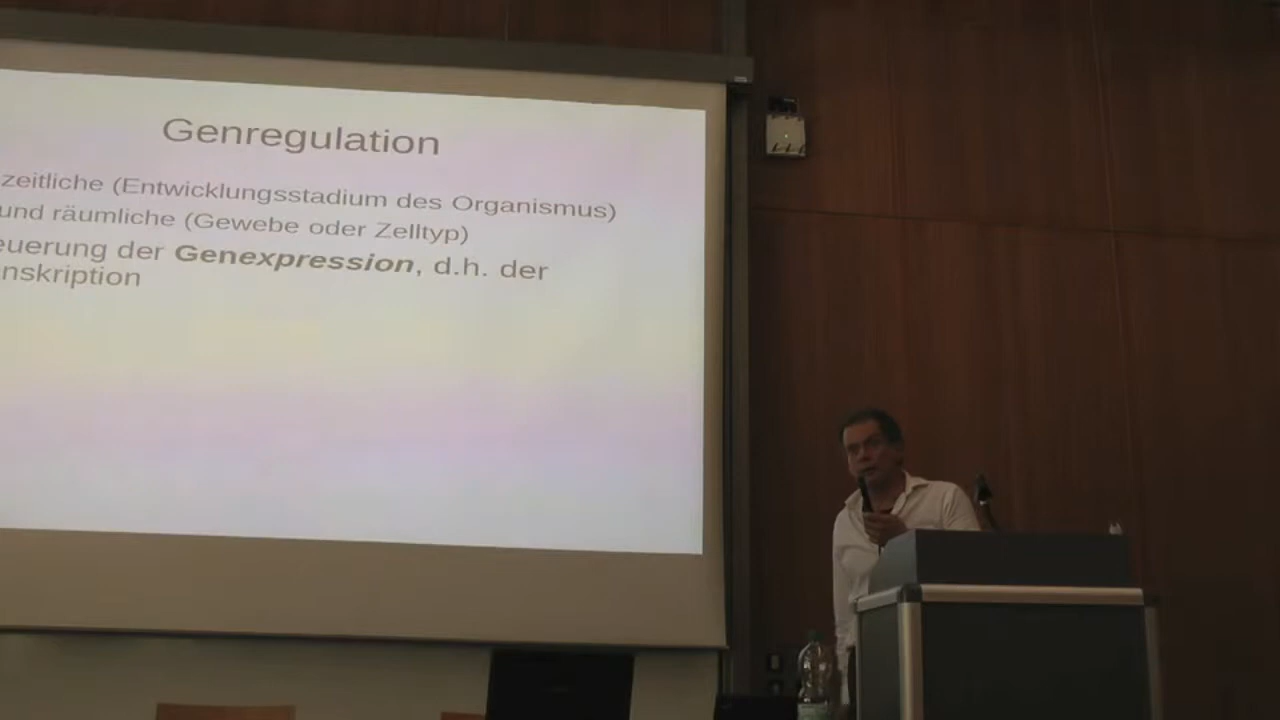 Genregulation
zeitliche (Entwicklungsstadium des Organismus)
und räumliche (Gewebe oder Zelltyp)
euerung der Genexpression, d.h. der
nskription